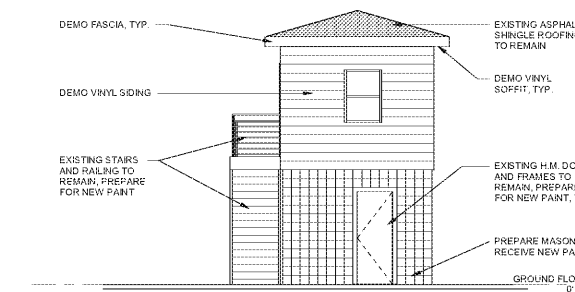 DEMO FASCIA, TYP.
EXISTING ASPHAL
SHINGLE ROOFING
TO REMAIN
DEMO VINYL
SOFFIT, TYP.
DEMO VINYL SIDING
EXISTING STAIRS
AND RAILING TO
REMAIN, PREPARE
FOR NEW PAINT
EXISTING H.M. DO
AND FRAMES TO
REMAIN, PREPARE
FOR NEW PAINT,
PREPARE MASON
RECEIVE NEW PA
GROUND FLO